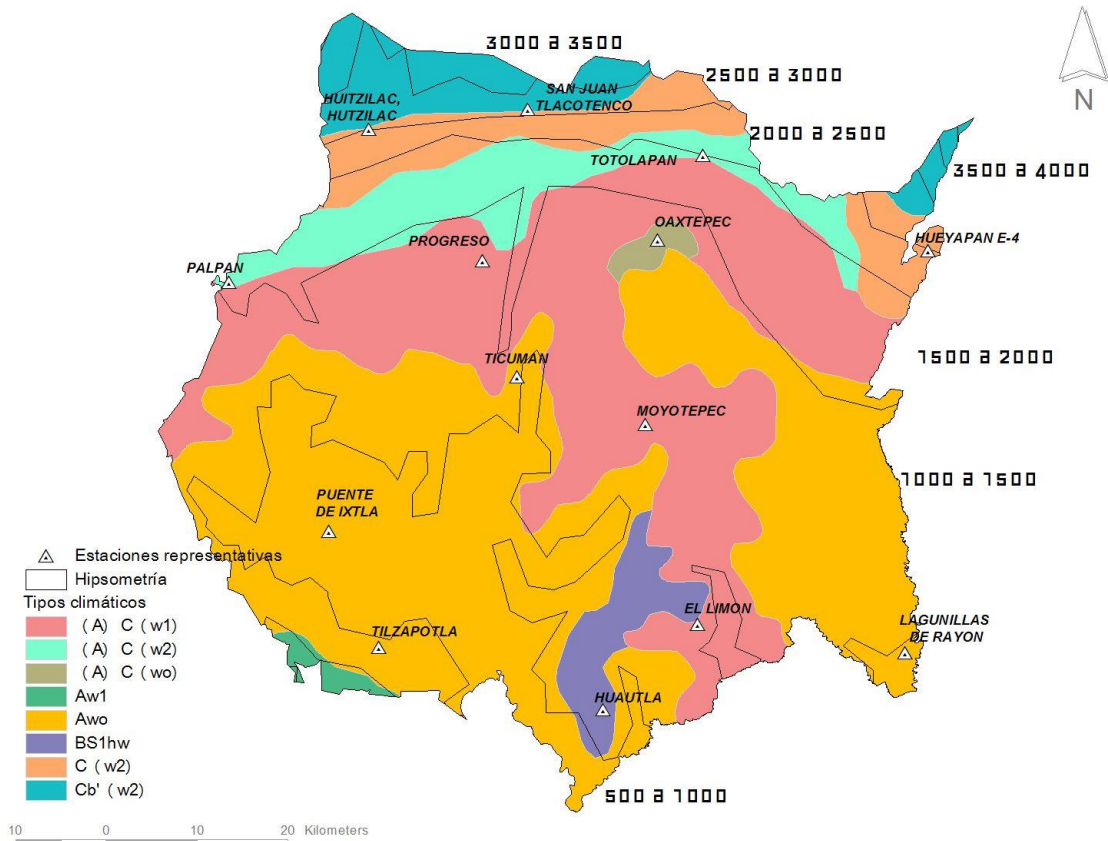 3000 a 3500
2500 a 3000
HUITZILAC,
HUTZILAC
SAN JUAN
TLACOTENCO
N
2000 a 2500
TOTOLAPAN
3500 a 4000
OAXTEPEC
PROGRESO
HUEYAPAN E-4
PALPAN
TICUMAN
1500 a 2000
MOYOTEPEC
1000 a 1500
PUENTE
DE IXTLA
Estaciones representativas
Hipsometría
Tipos climáticos
(A) C (w1)
(A) C (w2)
(A) C (wo)
Aw1
Awo
BS1hw
C (w2)
Cb' (w2)
TILZAPOTLA
EL LIMON
LAGUNILLAS
DE RAYON
HUAUTLA
500 a 1000
10 0 10 20 Kilometers